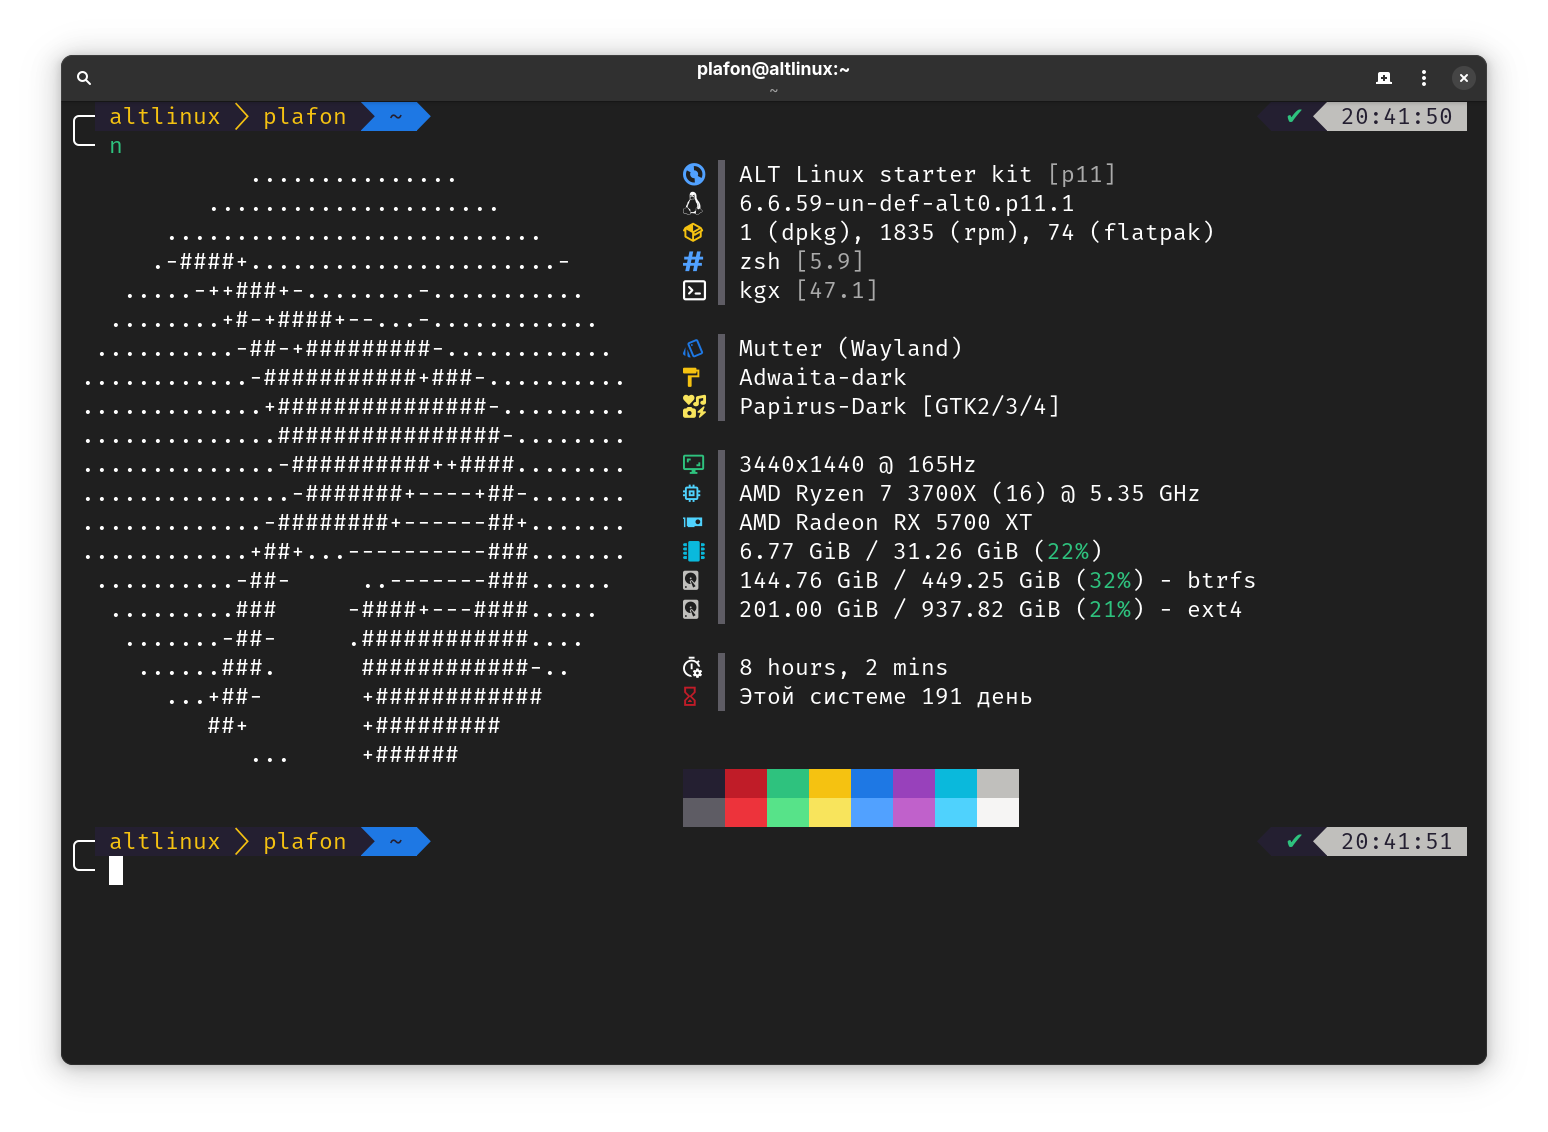 plafon@altlinux:~
~
altlinux plafon ~ ✔ 20:41:50
n
ALT Linux starter kit [p11]
6.6.59-un-def-alt0.p11.1
1 (dpkg), 1835 (rpm), 74 (flatpak)
zsh [5.9]
kgx [47.1]
Mutter (Wayland)
Adwaita-dark
Papirus-Dark [GTK2/3/4]
3440x1440 @ 165Hz
AMD Ryzen 7 3700X (16) @ 5.35 GHz
AMD Radeon RX 5700 XT
6.77 GiB / 31.26 GiB (22%)
144.76 GiB / 449.25 GiB (32%) - btrfs
201.00 GiB / 937.82 GiB (21%) - ext4
8 hours, 2 mins
Этой системе 191 день
altlinux plafon ~ ✔ 20:41:51